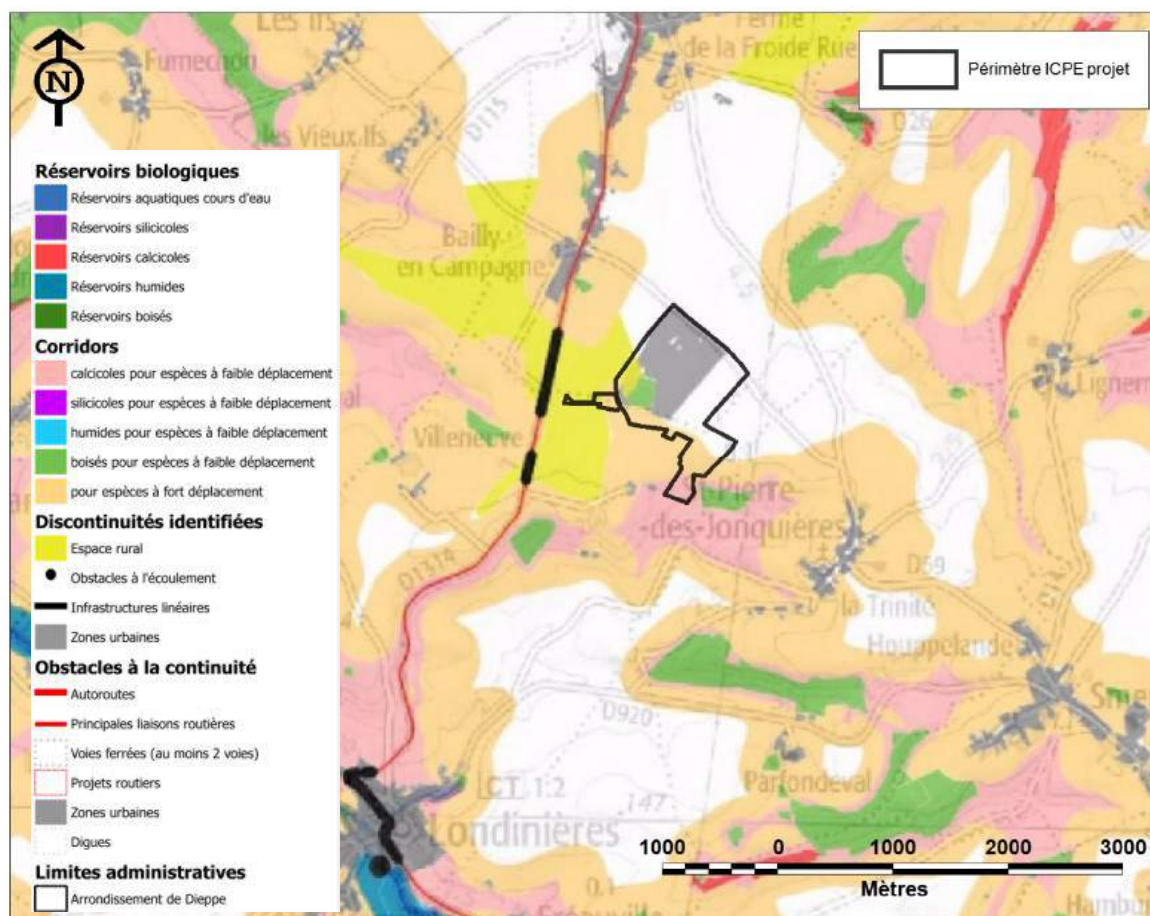 Les Ifs
Ferme
de la Froide Rue
Fumechon
N
Périmètre ICPE projet
D115
les Vieux Ifs
D26
Réservoirs biologiques
Réservoirs aquatiques cours d'eau
Réservoirs silicicoles
Réservoirs calcicoles
Réservoirs humides
Réservoirs boisés
Bailly-
en Campagne
Corridors
calcicoles pour espèces à faible déplacement
silicicoles pour espèces à faible déplacement
humides pour espèces à faible déplacement
boisés pour espèces à faible déplacement
pour espèces à fort déplacement
Villeneuve
St-Pierre
-des-Jonquières
Discontinuités identifiées
Espace rural
Obstacles à l'écoulement
Infrastructures linéaires
Zones urbaines
D1314
D59
la Trinité
Houppelande
Obstacles à la continuité
Autoroutes
Principales liaisons routières
Voies ferrées (au moins 2 voies)
Projets routiers
Zones urbaines
Digues
D920
Parfondeval
CT 1:2
147
Londinières
Limites administratives
Arrondissement de Dieppe
1000 0 1000 2000 3000
Mètres
0.1